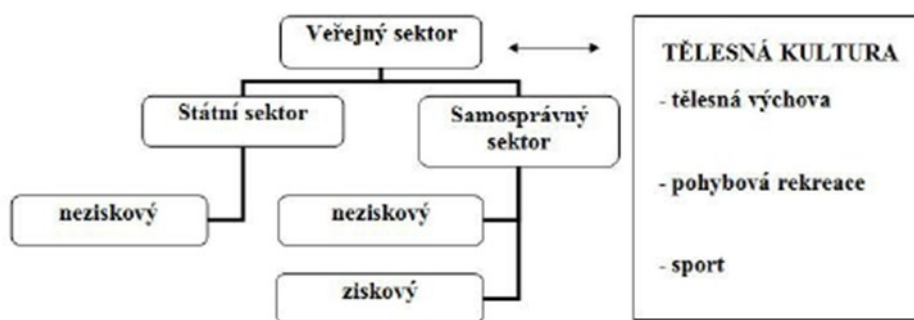 Veřejný sektor
Státní sektor
Samosprávný
sektor
neziskový
neziskový
ziskový
TĚLESNÁ KULTURA
- tělesná výchova
- pohybová rekreace
- sport